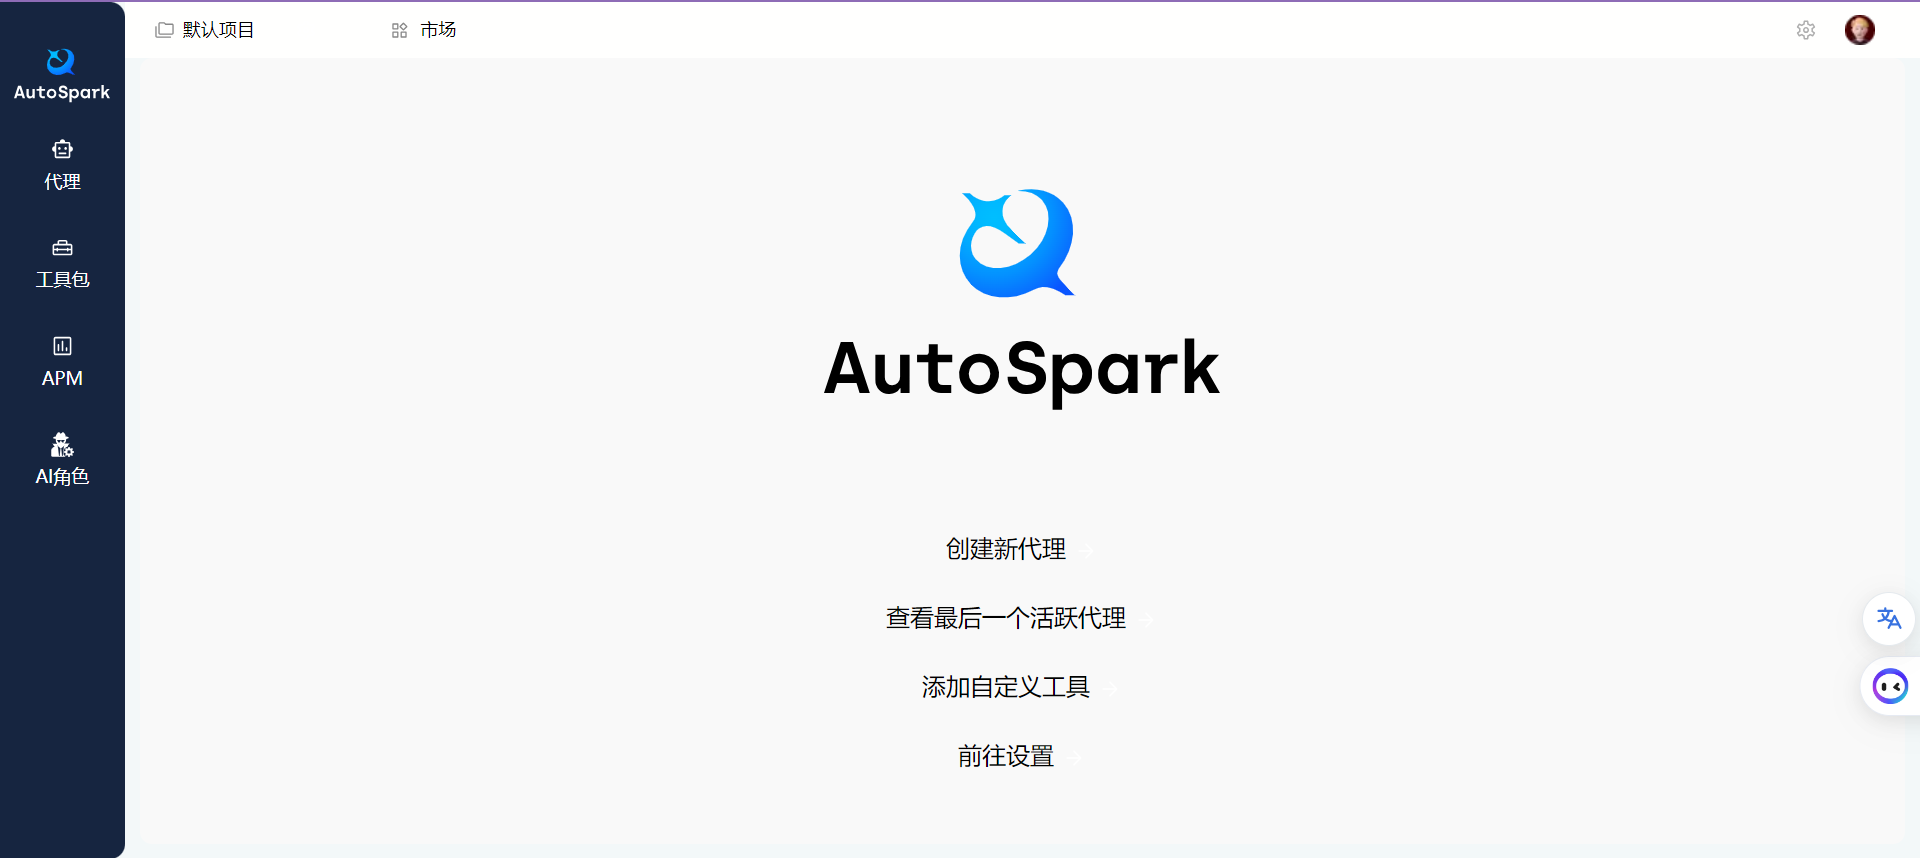 默认项目
市场
AutoSpark
代理
工具包
APM
AI角色
AutoSpark
创建新代理
查看最后一个活跃代理
添加自定义工具
前往设置